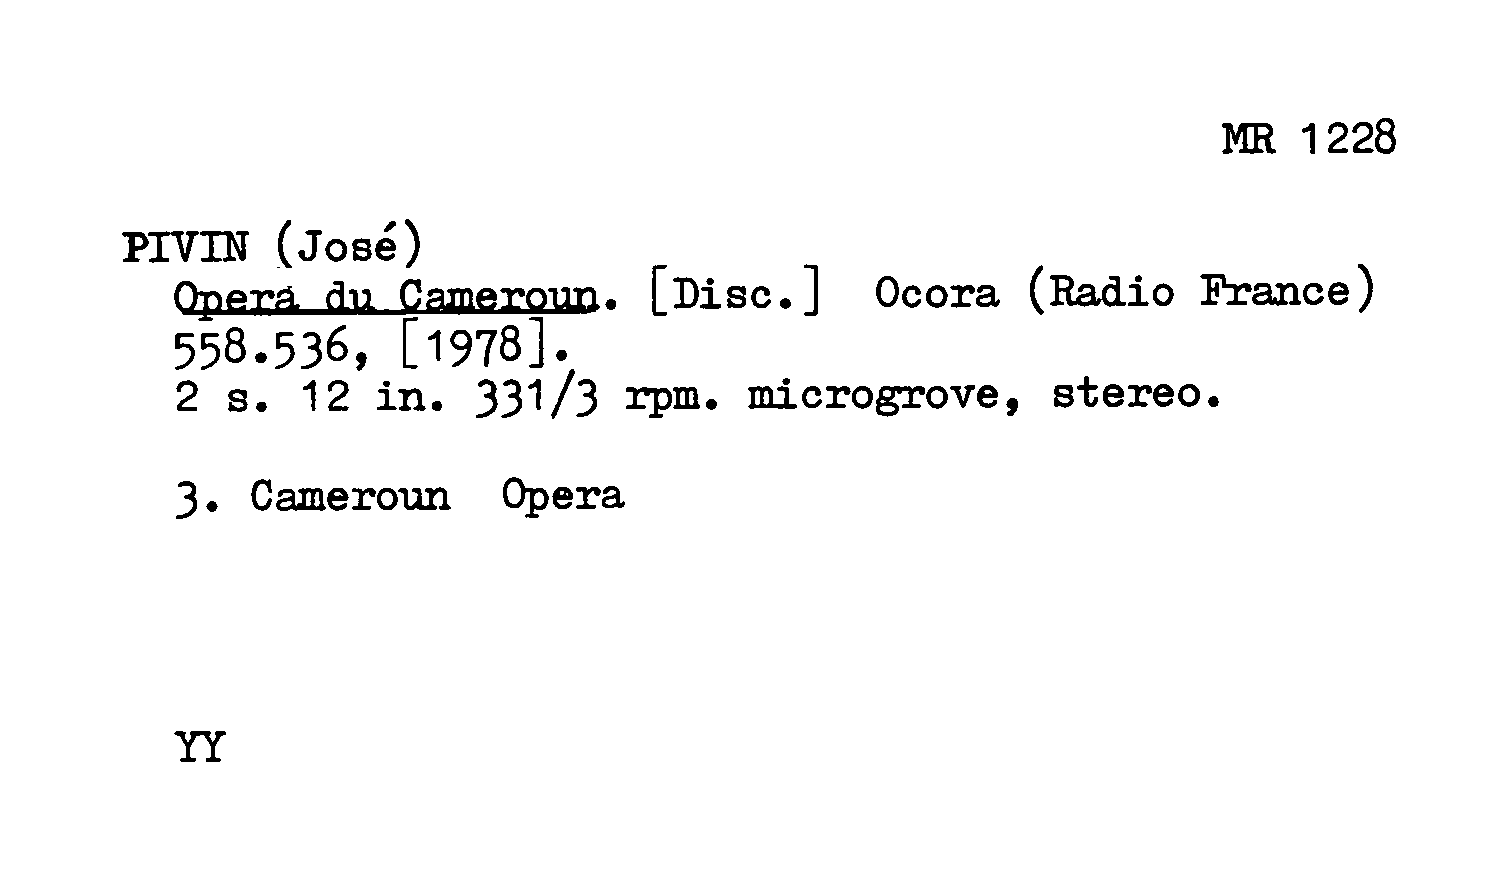 MR 1228
PIVIN (José)
Opera du Cameroun. [Disc.] Ocora (Radio France)
558.536, [1978].
2 s. 12 in. 331/3 rpm. microgrove, stereo.
3. Cameroun Opera
YY